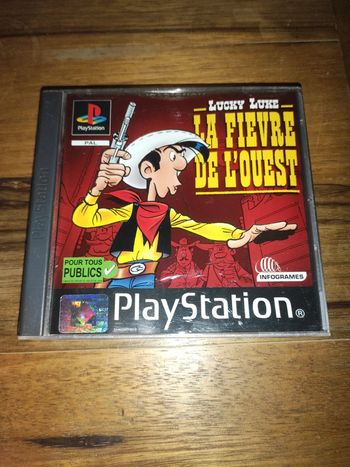 PlayStation
PAL
LUCKY LUKE
LA FIEVRE
DE L'OUEST
POUR TOUS
PUBLICS
INFOGRAMES
PlayStation®
PlayStation